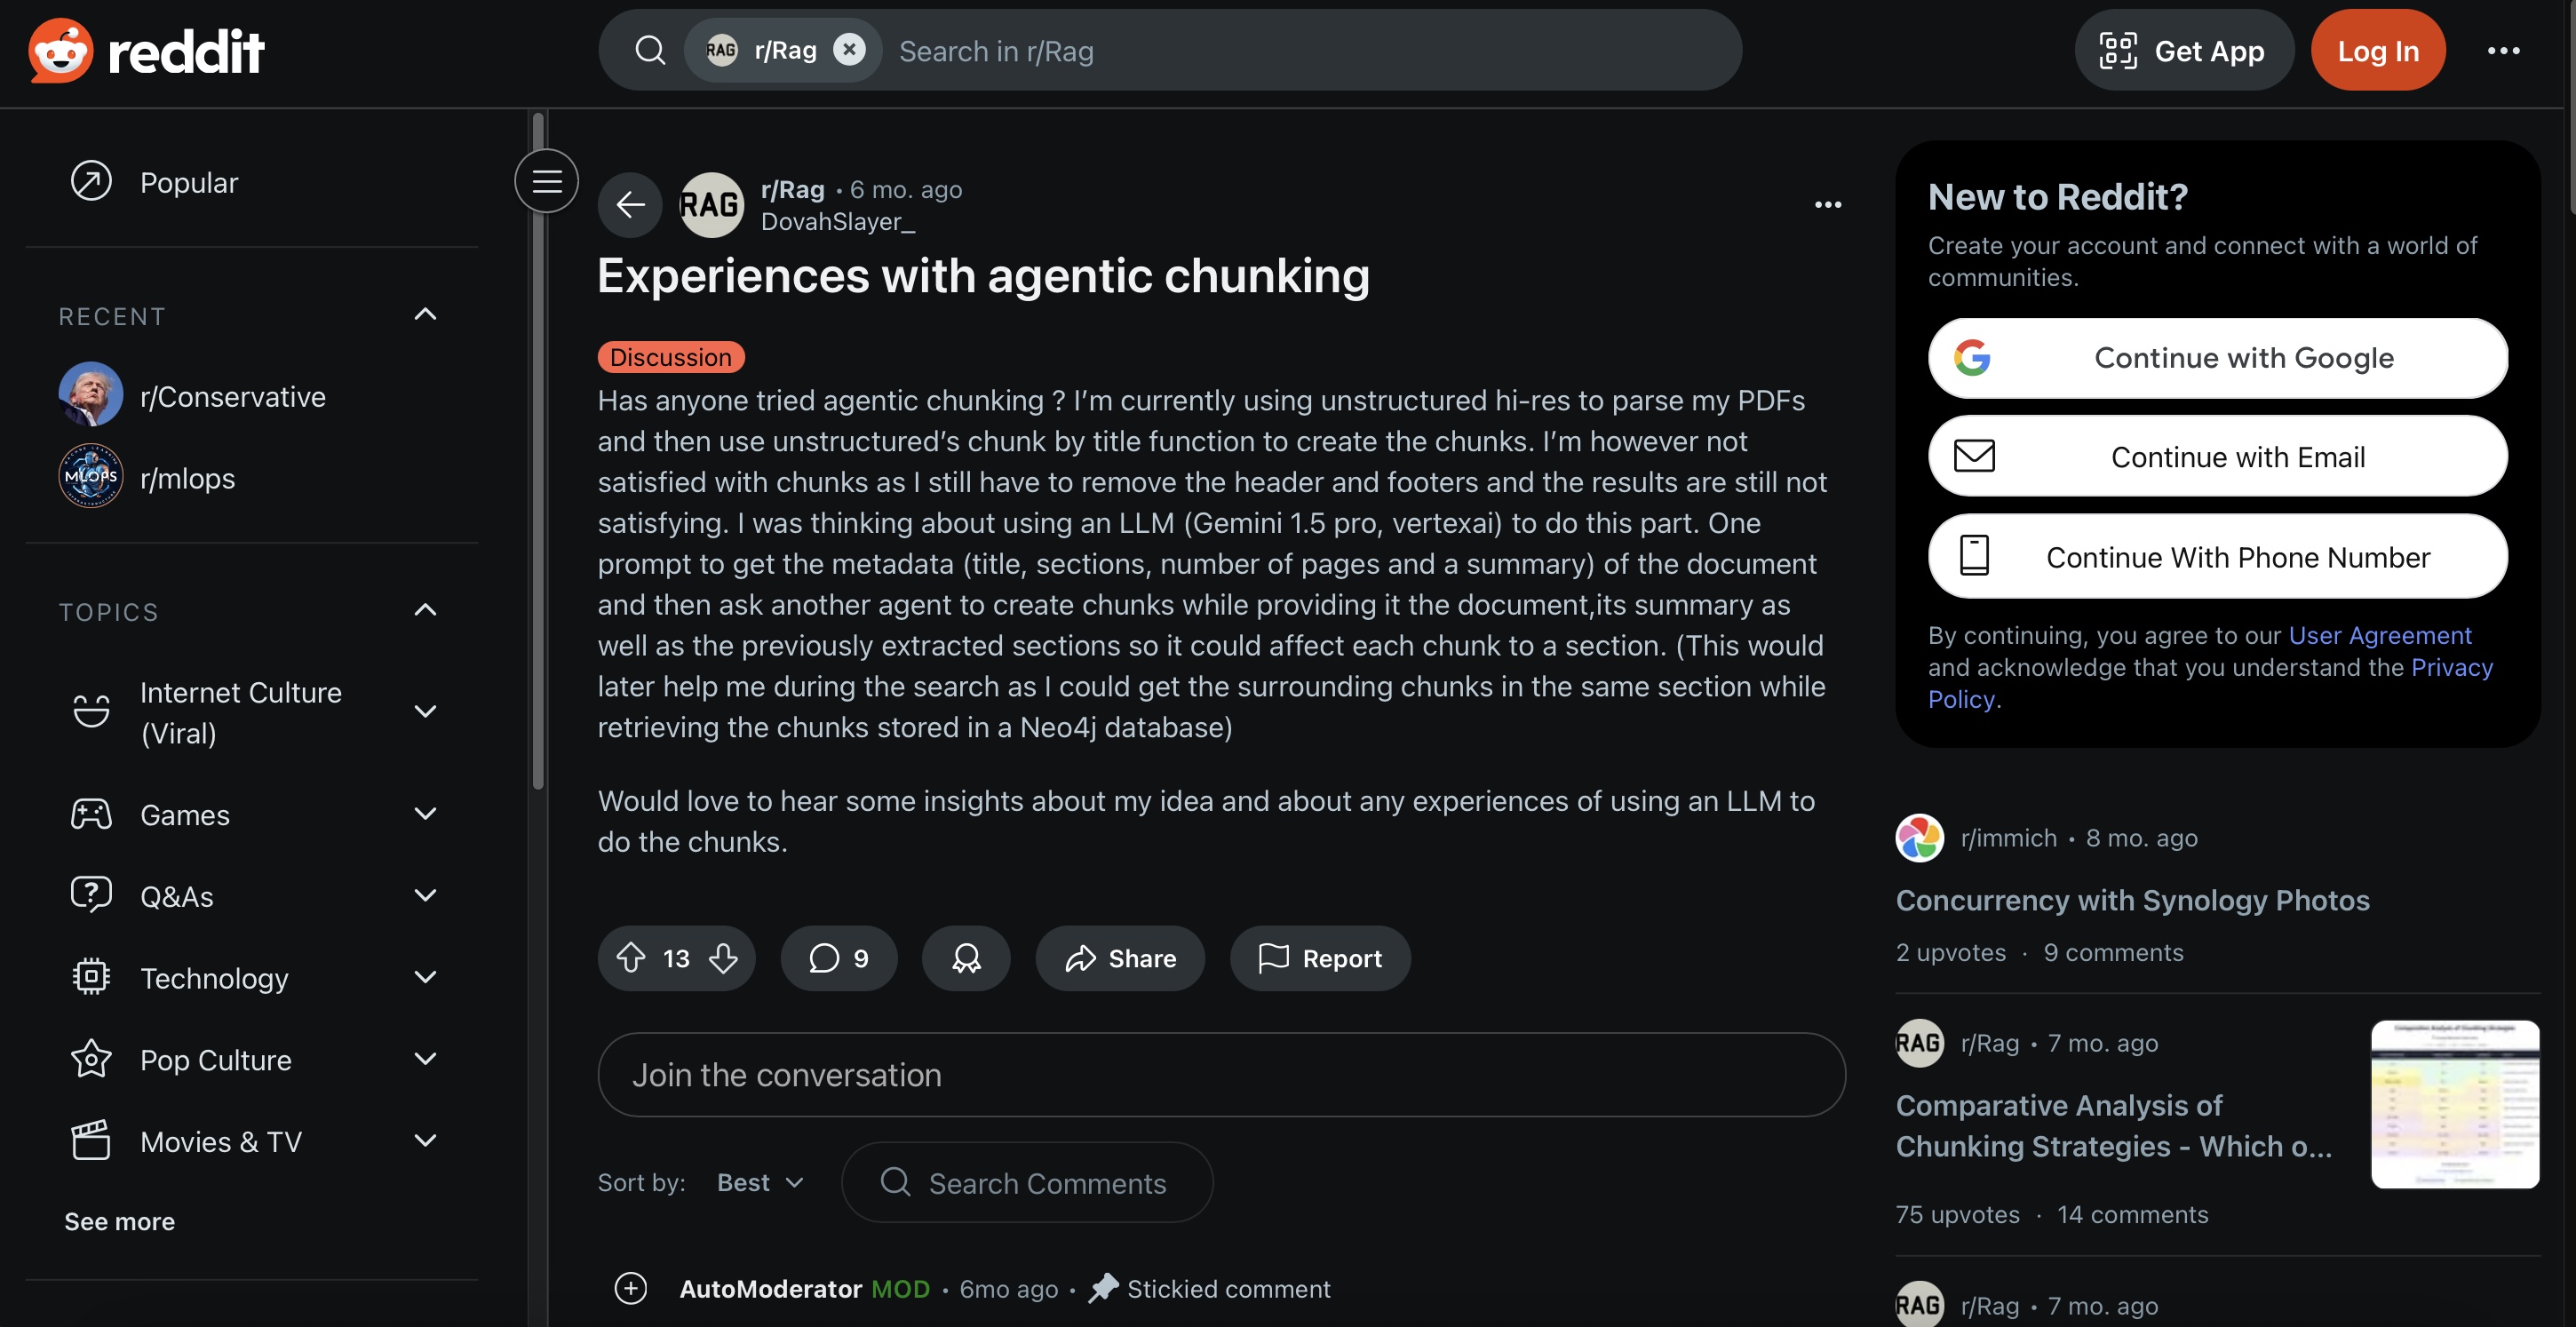 reddit
RAG r/Rag Search in r/Rag
Get App
Log In
Popular
RECENT
r/Conservative
MLOPS r/mlops
TOPICS
Internet Culture
(Viral)
Games
Q&As
Technology
Pop Culture
Movies & TV
See more
RAG r/Rag • 6 mo. ago
DovahSlayer_
Experiences with agentic chunking
Discussion
Has anyone tried agentic chunking ? I’m currently using unstructured hi-res to parse my PDFs
and then use unstructured’s chunk by title function to create the chunks. I’m however not
satisfied with chunks as I still have to remove the header and footers and the results are still not
satisfying. I was thinking about using an LLM (Gemini 1.5 pro, vertexai) to do this part. One
prompt to get the metadata (title, sections, number of pages and a summary) of the document
and then ask another agent to create chunks while providing it the document,its summary as
well as the previously extracted sections so it could affect each chunk to a section. (This would
later help me during the search as I could get the surrounding chunks in the same section while
retrieving the chunks stored in a Neo4j database)
Would love to hear some insights about my idea and about any experiences of using an LLM to
do the chunks.
13 9 Share Report
Join the conversation
Sort by: Best Search Comments
AutoModerator MOD • 6mo ago • Stickied comment
New to Reddit?
Create your account and connect with a world of
communities.
Continue with Google
Continue with Email
Continue With Phone Number
By continuing, you agree to our User Agreement
and acknowledge that you understand the Privacy
Policy.
r/immich • 8 mo. ago
Concurrency with Synology Photos
2 upvotes · 9 comments
RAG r/Rag • 7 mo. ago
Comparative Analysis of
Chunking Strategies - Which o...
75 upvotes · 14 comments
RAG r/Rag • 7 mo. ago